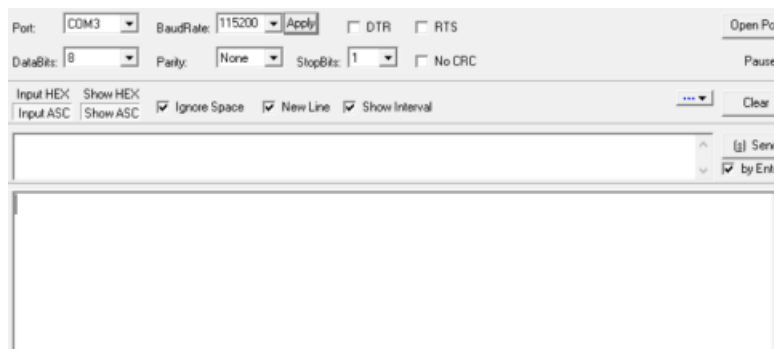 Port: COM3 BaudRate: 115200 Apply DTR RTS Open Po
DataBits: 8 Parity: None StopBits: 1 No CRC Pause
Input HEX Show HEX
Input ASC Show ASC Ignore Space New Line Show Interval ... Clear
(s) Send
by Ent